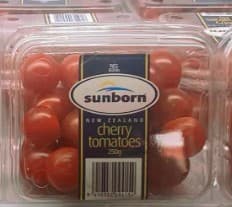 sunborn
NEW ZEALAND
cherry
tomatoes
250g